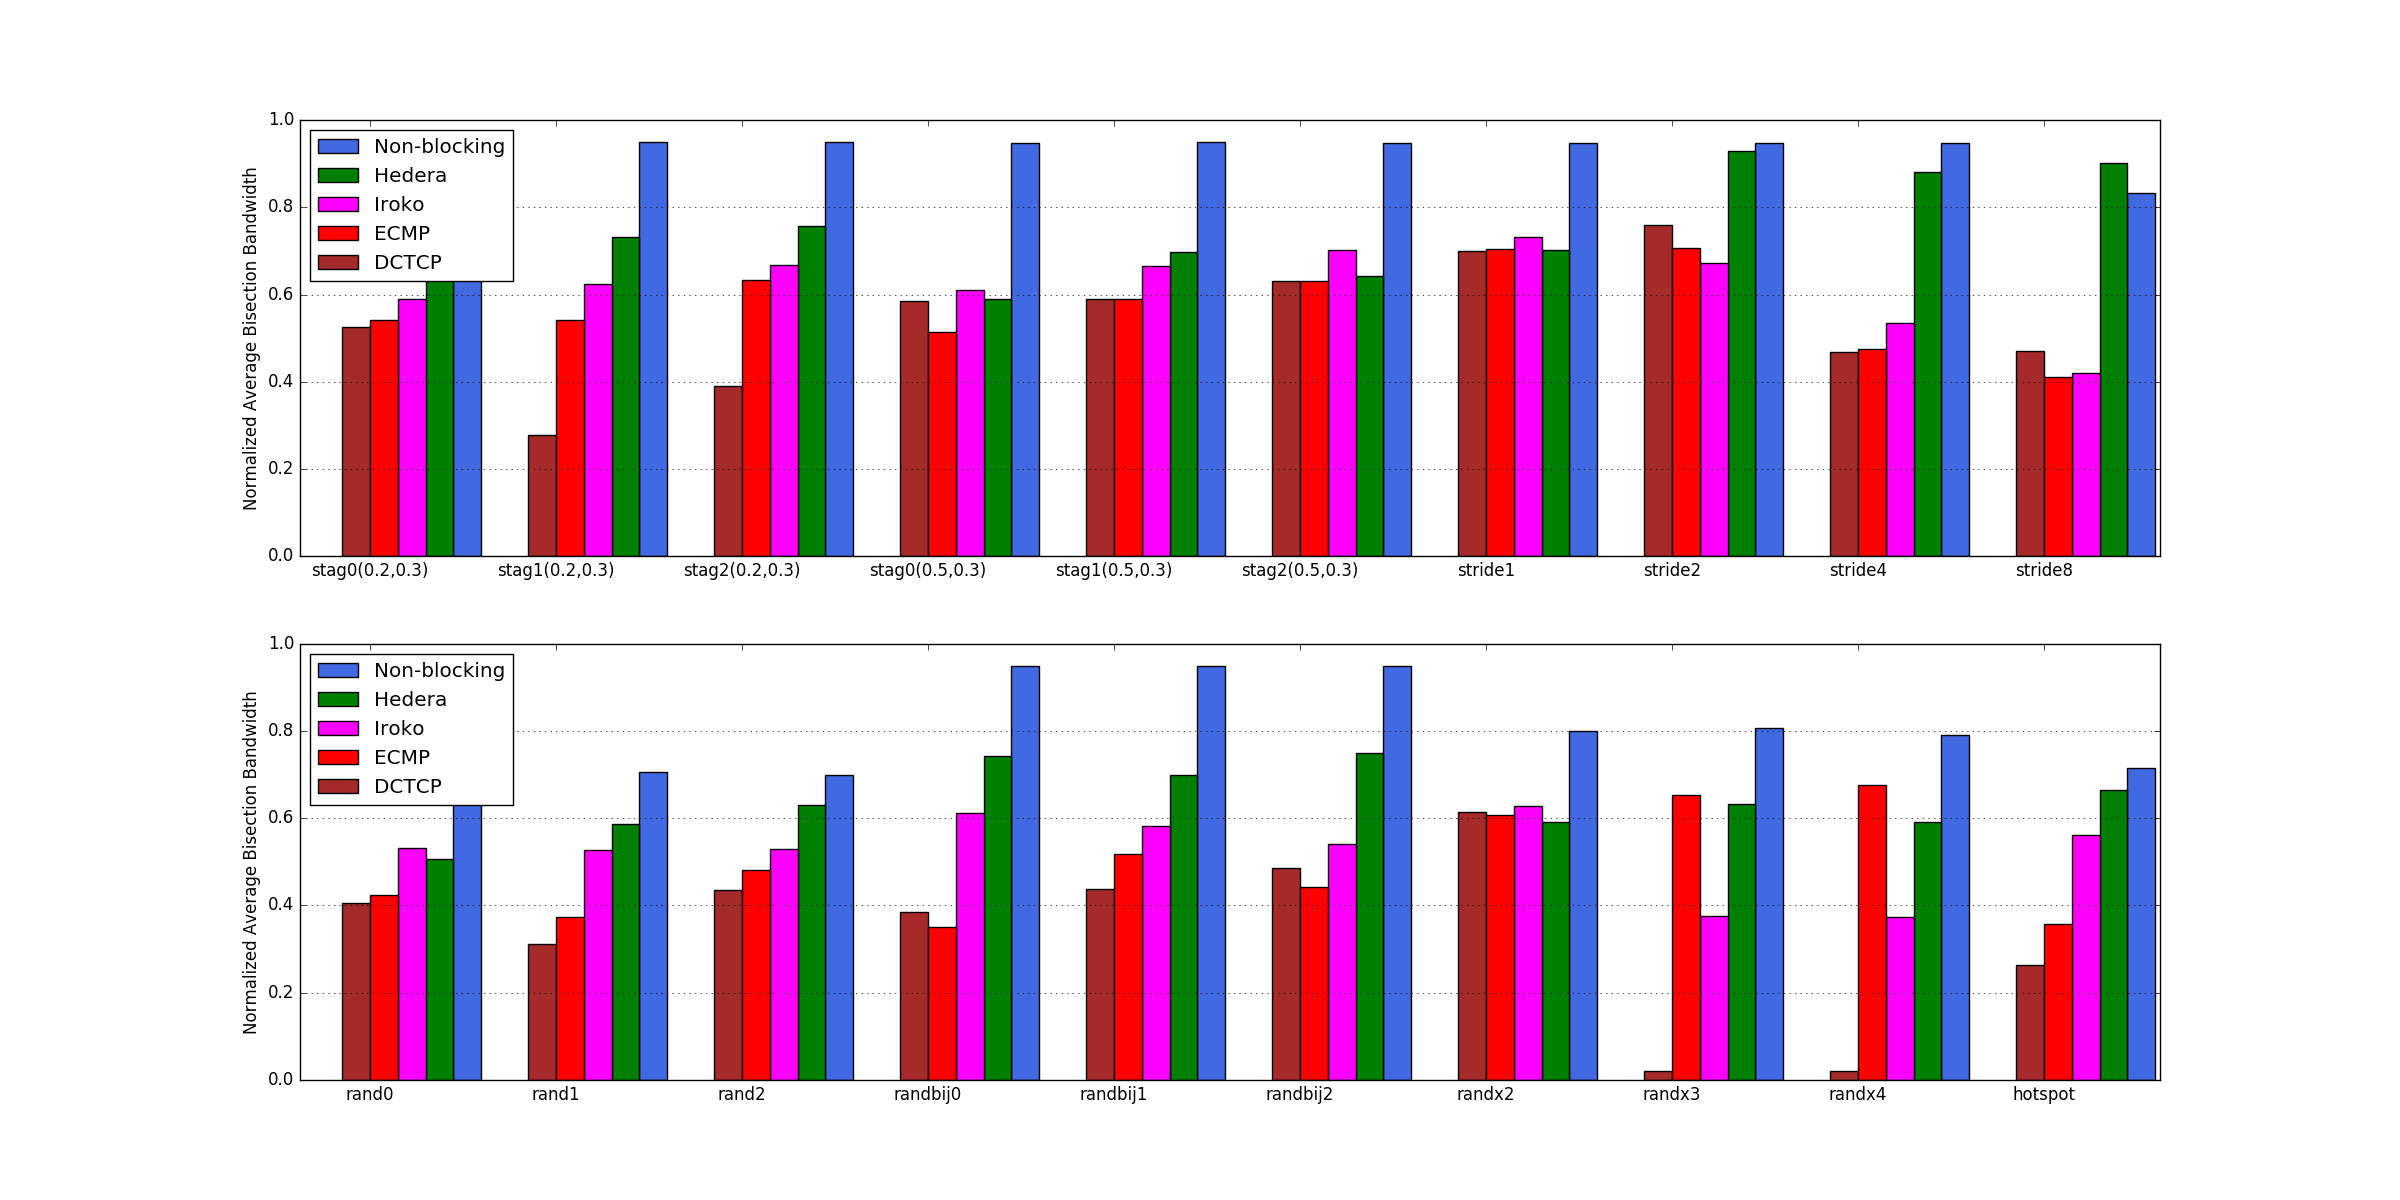 1.0
0.8
0.6
0.4
0.2
0.0
Normalized Average Bisection Bandwidth
Non-blocking
Hedera
Iroko
ECMP
DCTCP
stag0(0.2,0.3) stag1(0.2,0.3) stag2(0.2,0.3) stag0(0.5,0.3) stag1(0.5,0.3) stag2(0.5,0.3) stride1 stride2 stride4 stride8
1.0
0.8
0.6
0.4
0.2
0.0
Normalized Average Bisection Bandwidth
Non-blocking
Hedera
Iroko
ECMP
DCTCP
rand0 rand1 rand2 randbij0 randbij1 randbij2 randx2 randx3 randx4 hotspot